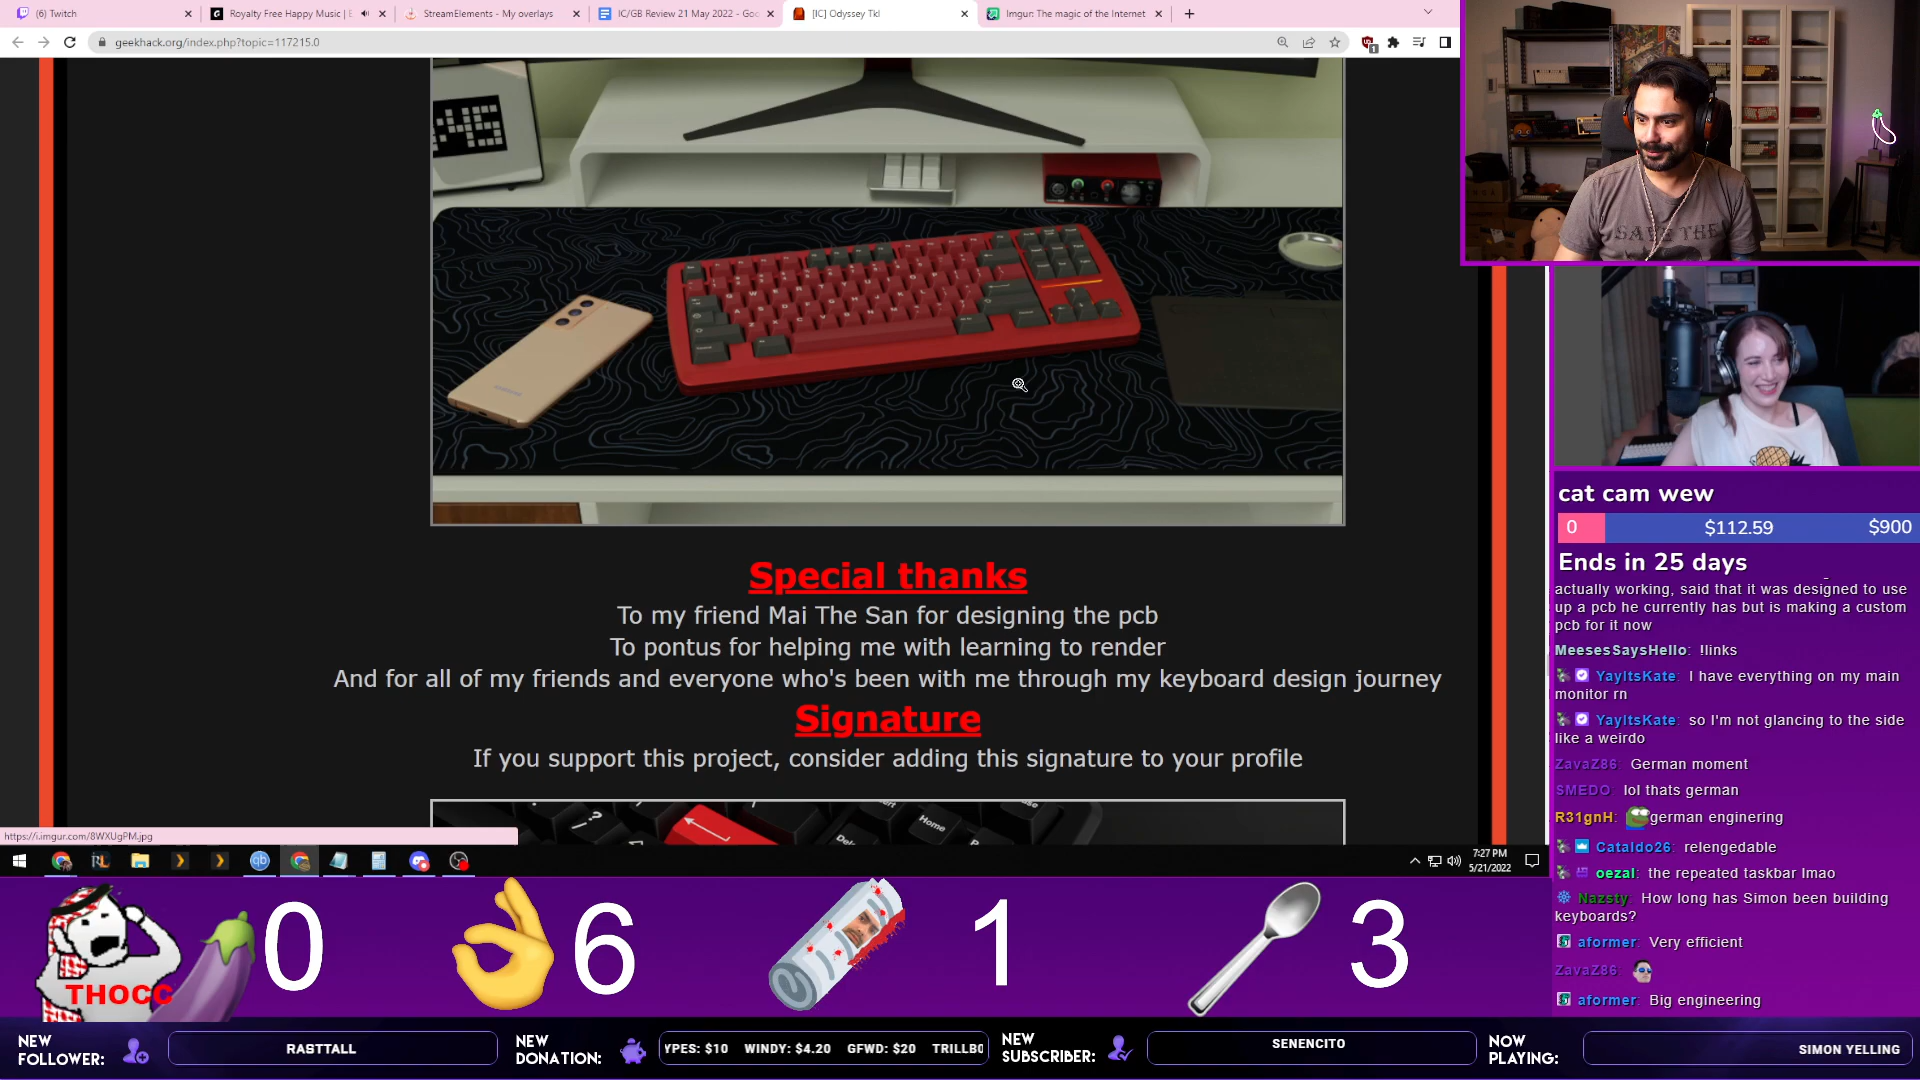 (6) Twitch
Royalty Free Happy Music | E
StreamElements - My overlays
IC/GB Review 21 May 2022 - Goo
[IC] Odyssey Tkl
Imgur: The magic of the Internet
geekhack.org/index.php?topic=117215.0
SAVE THE
Special thanks
To my friend Mai The San for designing the pcb
To pontus for helping me with learning to render
And for all of my friends and everyone who's been with me through my keyboard design journey
Signature
If you support this project, consider adding this signature to your profile
Home
https://i.imgur.com/8WXUgPM.jpg
7:27 PM
5/21/2022
cat cam wew
0 $112.59 $900
Ends in 25 days
actually working, said that it was designed to use
up a pcb he currently has but is making a custom
pcb for it now
MeesesSaysHello: !links
YayItsKate: I have everything on my main
monitor rn
YayItsKate: so I'm not glancing to the side
like a weirdo
ZavaZ86: German moment
SMEDO: lol thats german
R31gnH: german enginering
Cataldo26: relengedable
oezal: the repeated taskbar lmao
Nazsty: How long has Simon been building
keyboards?
aformer: Very efficient
ZavaZ86:
aformer: Big engineering
THOCC
0
6
1
3
NEW
FOLLOWER:
RASTTALL
NEW
DONATION:
YPES: $10 WINDY: $4.20 GFWD: $20 TRILLBO
NEW
SUBSCRIBER:
SENENCITO
NOW
PLAYING:
SIMON YELLING